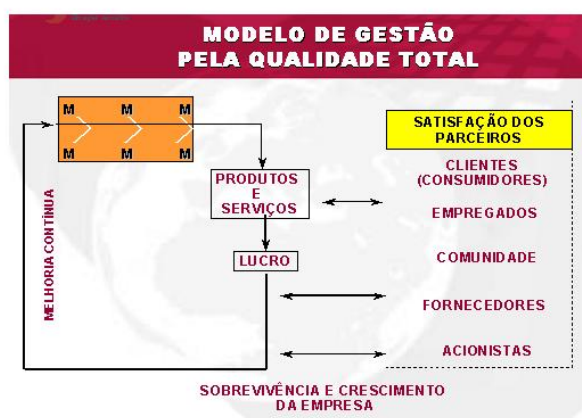 MODELO DE GESTÃO
PELA QUALIDADE TOTAL
M M M
M M M
PRODUTOS
E
SERVIÇOS
LUCRO
MELHORIA CONTÍNUA
SATISFAÇÃO DOS
PARCEIROS
CLIENTES
(CONSUMIDORES)
EMPREGADOS
COMUNIDADE
FORNECEDORES
ACIONISTAS
SOBREVIVÊNCIA E CRESCIMENTO
DA EMPRESA